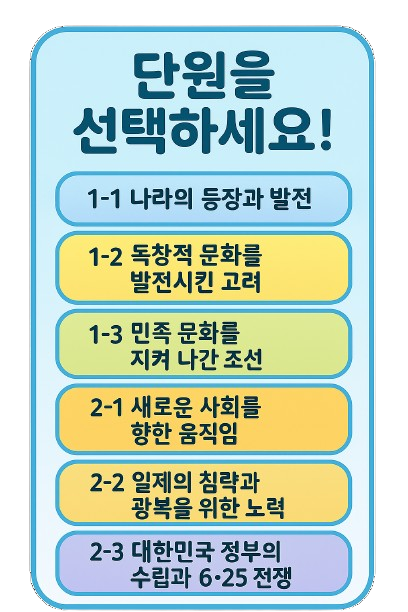 단원을
선택하세요!
1-1 나라의 등장과 발전
1-2 독창적 문화를
발전시킨 고려
1-3 민족 문화를
지켜 나간 조선
2-1 새로운 사회를
향한 움직임
2-2 일제의 침략과
광복을 위한 노력
2-3 대한민국 정부의
수립과 6·25 전쟁